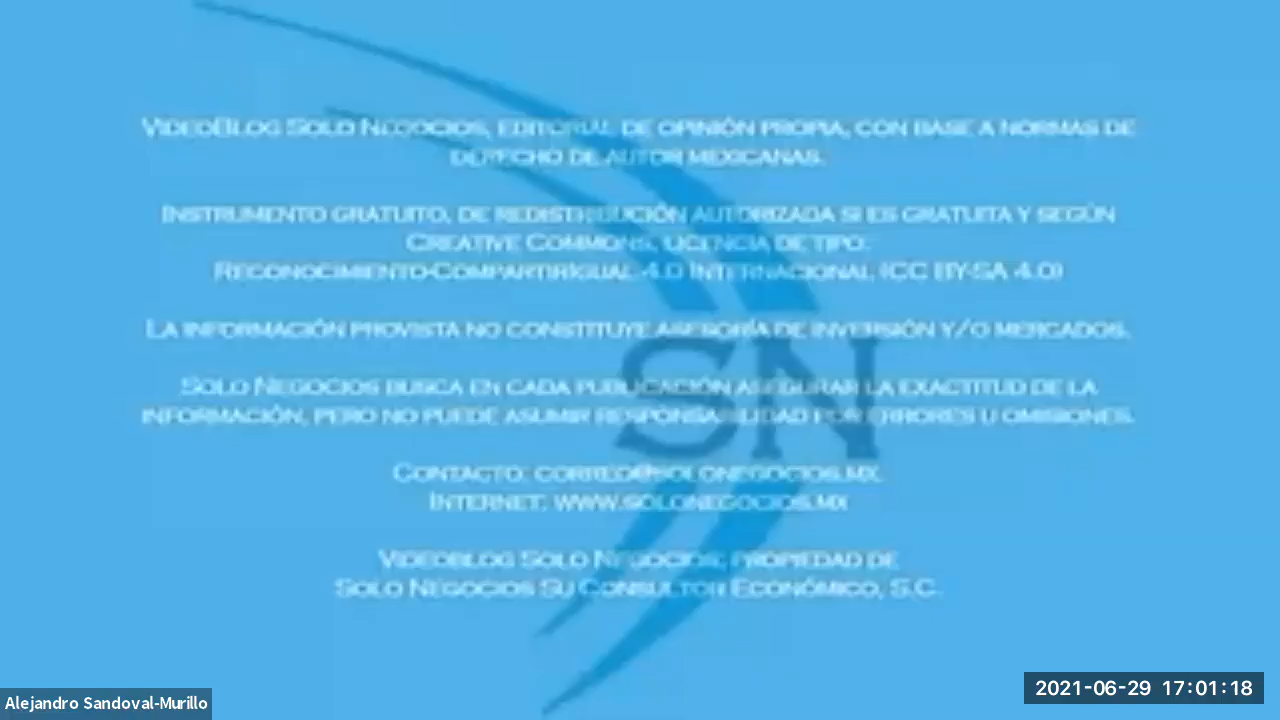 VideoBlog Solo Negocios, editorial de opinión propia, con base a normas de
derecho de autor mexicanas.
Instrumento gratuito, de redistribución autorizada si es gratuita y según
Creative Commons, licencia de tipo:
Reconocimiento-CompartirIgual 4.0 Internacional (CC BY-SA 4.0)
La información provista no constituye asesoría de inversión y/o mercados.
Solo Negocios busca en cada publicación asegurar la exactitud de la
información, pero no puede asumir responsabilidad por errores u omisiones.
Contacto: correo@solonegocios.mx
Internet: www.solonegocios.mx
Videoblog Solo Negocios: propiedad de
Solo Negocios Su Consultor Económico, S.C.
SN
Alejandro Sandoval-Murillo
2021-06-29 17:01:18